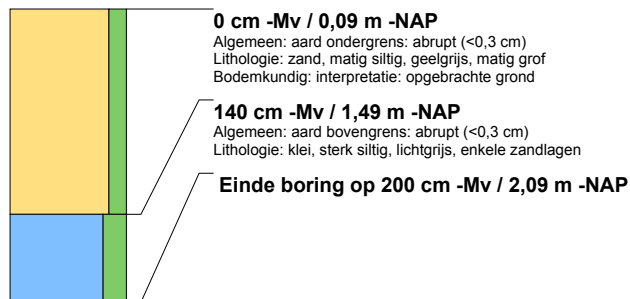 0 cm -Mv / 0,09 m -NAP
Algemeen: aard ondergrens: abrupt (<0,3 cm)
Lithologie: zand, matig siltig, geelgrijs, matig grof
Bodemkundig: interpretatie: opgebrachte grond
140 cm -Mv / 1,49 m -NAP
Algemeen: aard bovengrens: abrupt (<0,3 cm)
Lithologie: klei, sterk siltig, lichtgrijs, enkele zandlagen
Einde boring op 200 cm -Mv / 2,09 m -NAP